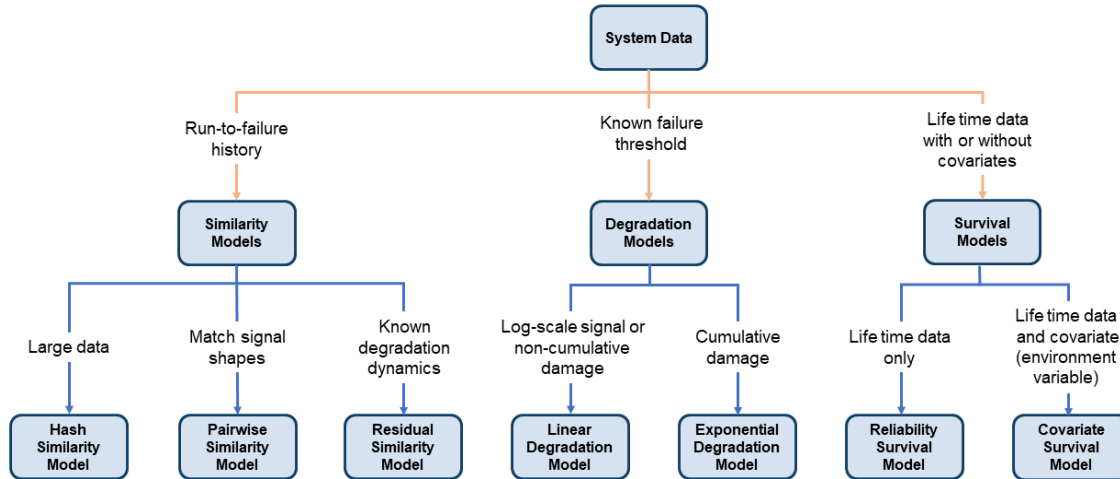 System Data
Run-to-failure
history
Known failure
threshold
Life time data
with or without
covariates
Similarity
Models
Degradation
Models
Survival
Models
Large data
Match signal
shapes
Known
degradation
dynamics
Log-scale signal or
non-cumulative
damage
Cumulative
damage
Life time data
only
Life time data
and covariate
(environment
variable)
Hash
Similarity
Model
Pairwise
Similarity
Model
Residual
Similarity
Model
Linear
Degradation
Model
Exponential
Degradation
Model
Reliability
Survival
Model
Covariate
Survival
Model